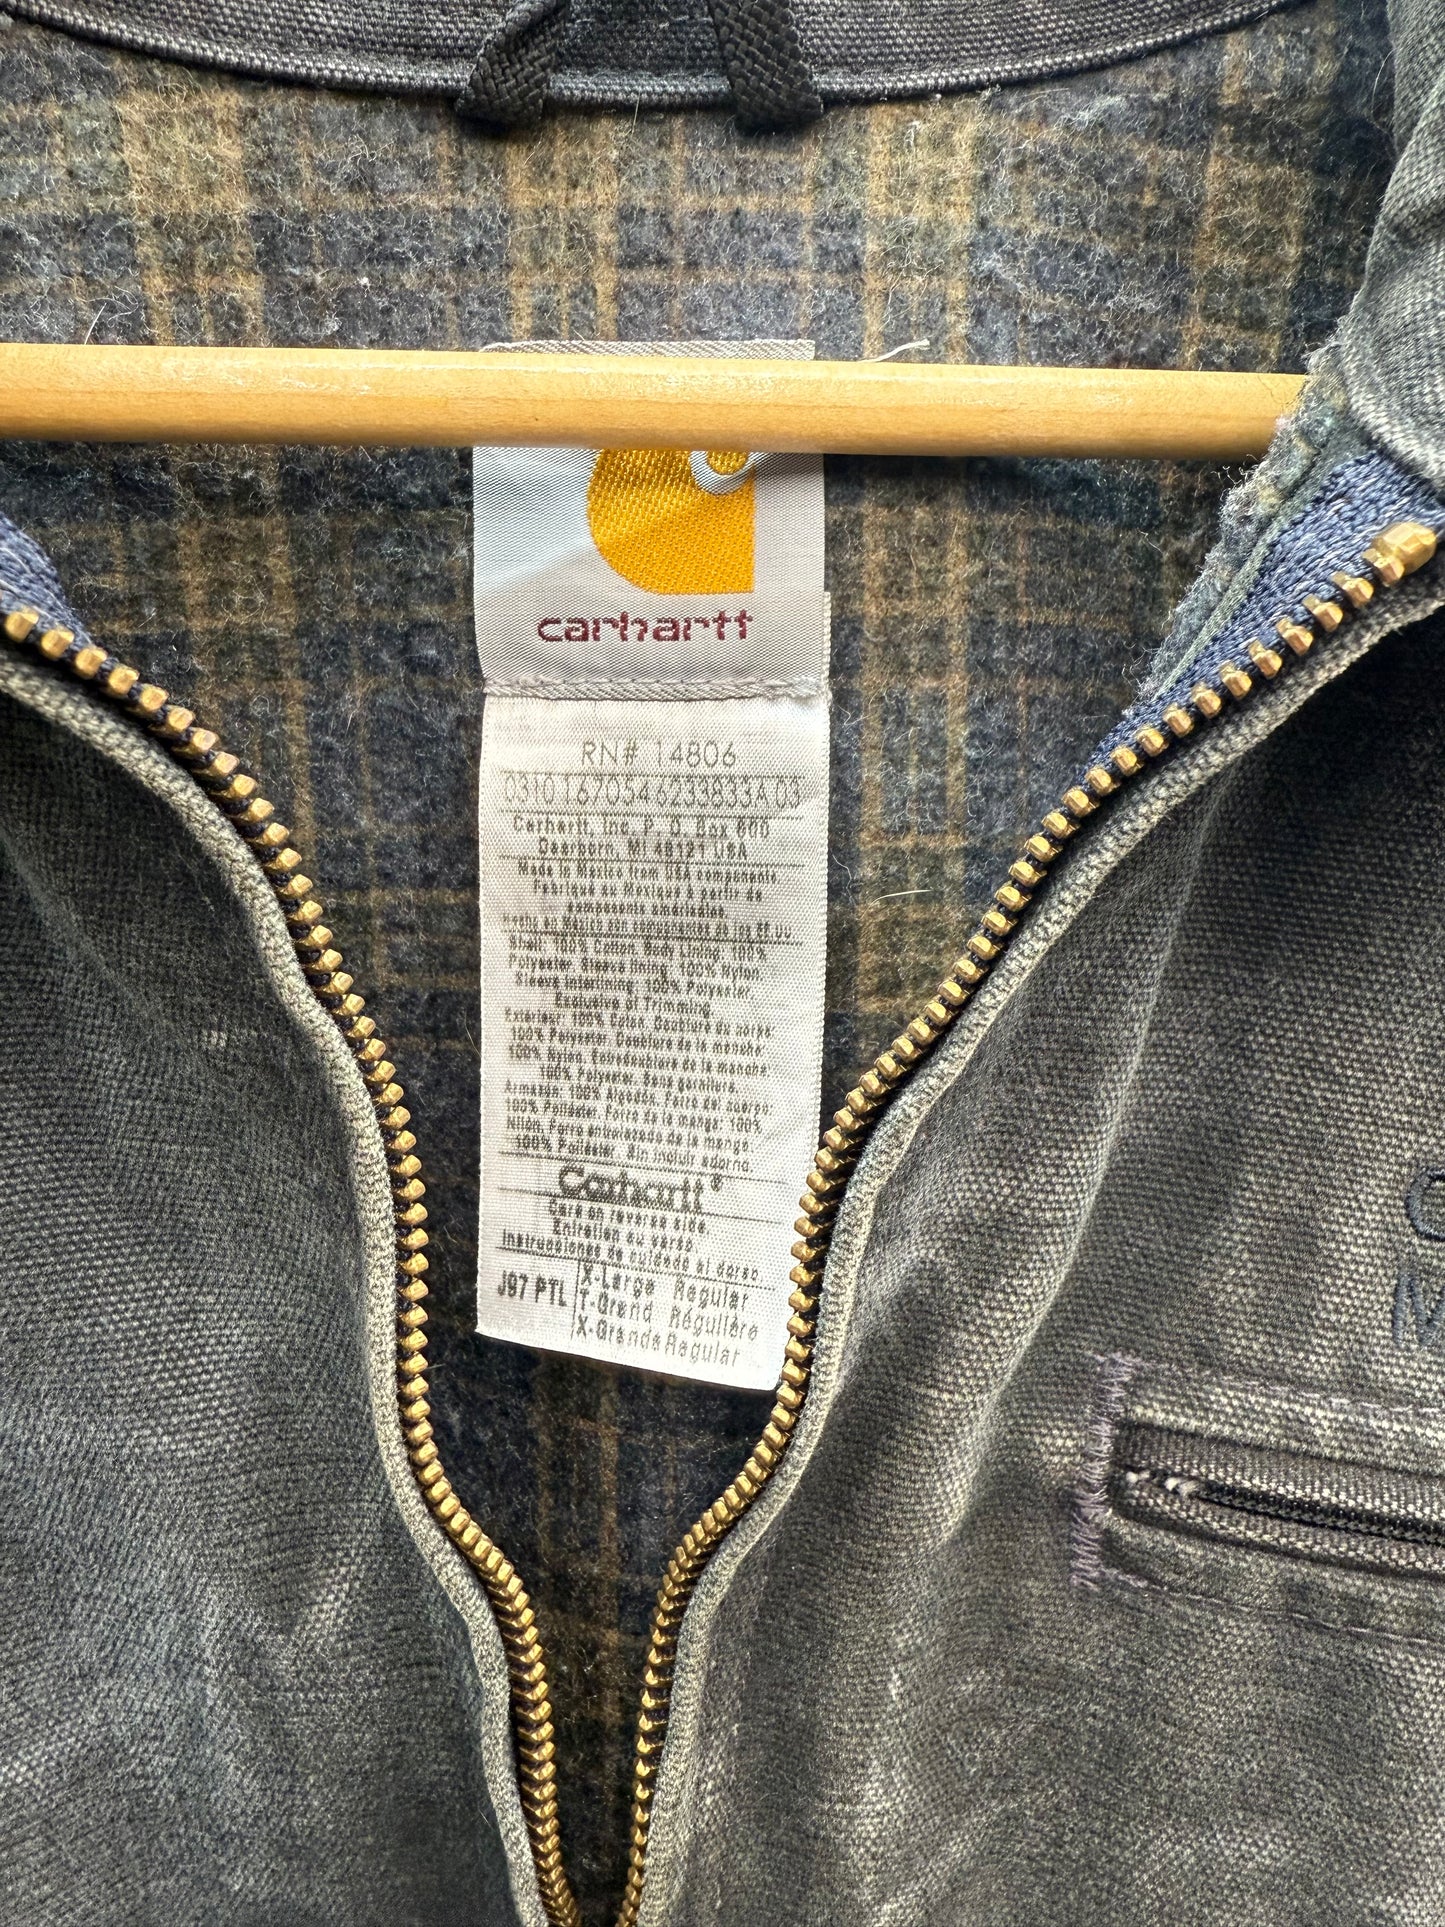 carhartt
RN# 14806
0310167054 6233833A 03
Carhartt, Inc. P. O. Box 600
Dearborn, MI 48121 USA
Made in Mexico from USA components
Fabriqué au Mexique à partir de
composants américains.
Hecho en México con componentes de los EE UU
Shell: 100% Cotton. Body Lining: 100%
Polyester. Sleeve lining: 100% Nylon.
Sleeve Interlining: 100% Polyester.
Exclusive of Trimming
Exterieur: 100% Coton. Doublure du corps:
100% Polyester. Doublure de la manche:
100% Nylon. Entredoublure de la manche:
100% Polyester. Sans garniture.
Armazón: 100% Algodón. Forro del cuerpo:
100% Poliéster. Forro de la manga: 100%
Nilón. Forro entrelazado de la manga
100% Poliéster. Sin incluir adorno.
Carhartt®
Care on reverse side.
Entretien au verso.
Instrucciones de cuidado al dorso.
J97 PTL X-Large Regular
T-Grand Régulière
X-Grande Regular